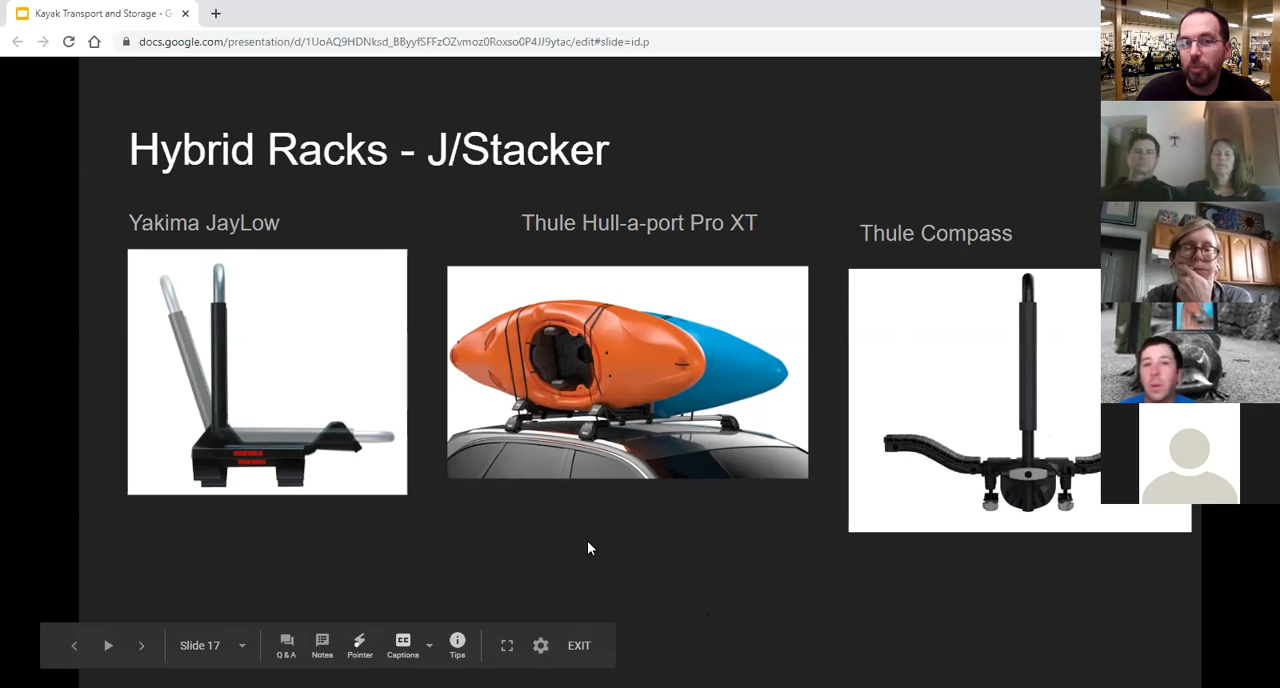 Kayak Transport and Storage - G
docs.google.com/presentation/d/1UoAQ9HDNksd_BByyfSFFzOZvmoz0Roxso0P4JJ9ytac/edit#slide=id.p
Hybrid Racks - J/Stacker
Yakima JayLow
Thule Hull-a-port Pro XT
Thule Compass
Slide 17
Q & A
Notes
Pointer
CC
Captions
Tips
EXIT